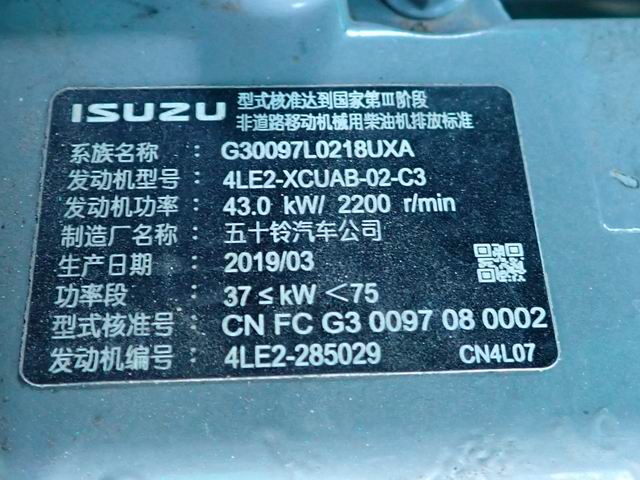 ISUZU 型式核准达到国家第Ⅲ阶段
非道路移动机械用柴油机排放标准
系族名称 : G30097L0218UXA
发动机型号: 4LE2-XCUAB-02-C3
发动机功率: 43.0 kW/ 2200 r/min
制造厂名称: 五十铃汽车公司
生产日期 : 2019/03
功率段 : 37 ≤ kW <75
型式核准号: CN FC G3 0097 08 0002
发动机编号: 4LE2-285029 CN4L07